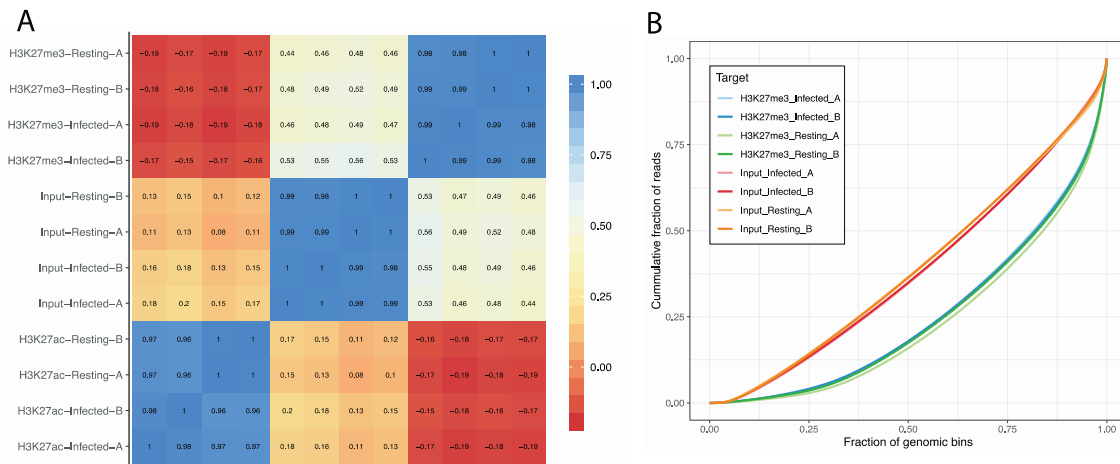 A
H3K27me3−Resting−A −0.19 −0.17 −0.19 −0.17 0.44 0.46 0.48 0.46 0.98 0.98 1 1
H3K27me3−Resting−B −0.18 −0.16 −0.18 −0.17 0.48 0.49 0.52 0.49 0.99 0.99 1 1
H3K27me3−Infected−A −0.19 −0.18 −0.19 −0.18 0.46 0.48 0.49 0.47 0.99 1 0.99 0.98
H3K27me3−Infected−B −0.17 −0.15 −0.17 −0.16 0.53 0.55 0.56 0.53 1 0.99 0.99 0.98
Input−Resting−B 0.13 0.15 0.1 0.12 0.99 0.98 1 1 0.53 0.47 0.49 0.46
Input−Resting−A 0.11 0.13 0.08 0.11 0.99 0.99 1 1 0.56 0.49 0.52 0.48
Input−Infected−B 0.16 0.18 0.13 0.15 1 1 0.99 0.98 0.55 0.48 0.49 0.46
Input−Infected−A 0.18 0.2 0.15 0.17 1 1 0.99 0.99 0.53 0.46 0.48 0.44
H3K27ac−Resting−B 0.97 0.96 1 1 0.17 0.15 0.11 0.12 −0.16 −0.18 −0.17 −0.17
H3K27ac−Resting−A 0.97 0.96 1 1 0.15 0.13 0.08 0.1 −0.17 −0.19 −0.18 −0.19
H3K27ac−Infected−B 0.98 1 0.96 0.96 0.2 0.18 0.13 0.15 −0.15 −0.18 −0.16 −0.17
H3K27ac−Infected−A 1 0.98 0.97 0.97 0.18 0.16 0.11 0.13 −0.17 −0.19 −0.18 −0.19
1.00
0.75
0.50
0.25
0.00
B
Cummulative fraction of reads
1.00
0.75
0.50
0.25
0.00
Target
H3K27me3_Infected_A
H3K27me3_Infected_B
H3K27me3_Resting_A
H3K27me3_Resting_B
Input_Infected_A
Input_Infected_B
Input_Resting_A
Input_Resting_B
0.00 0.25 0.50 0.75 1.00
Fraction of genomic bins